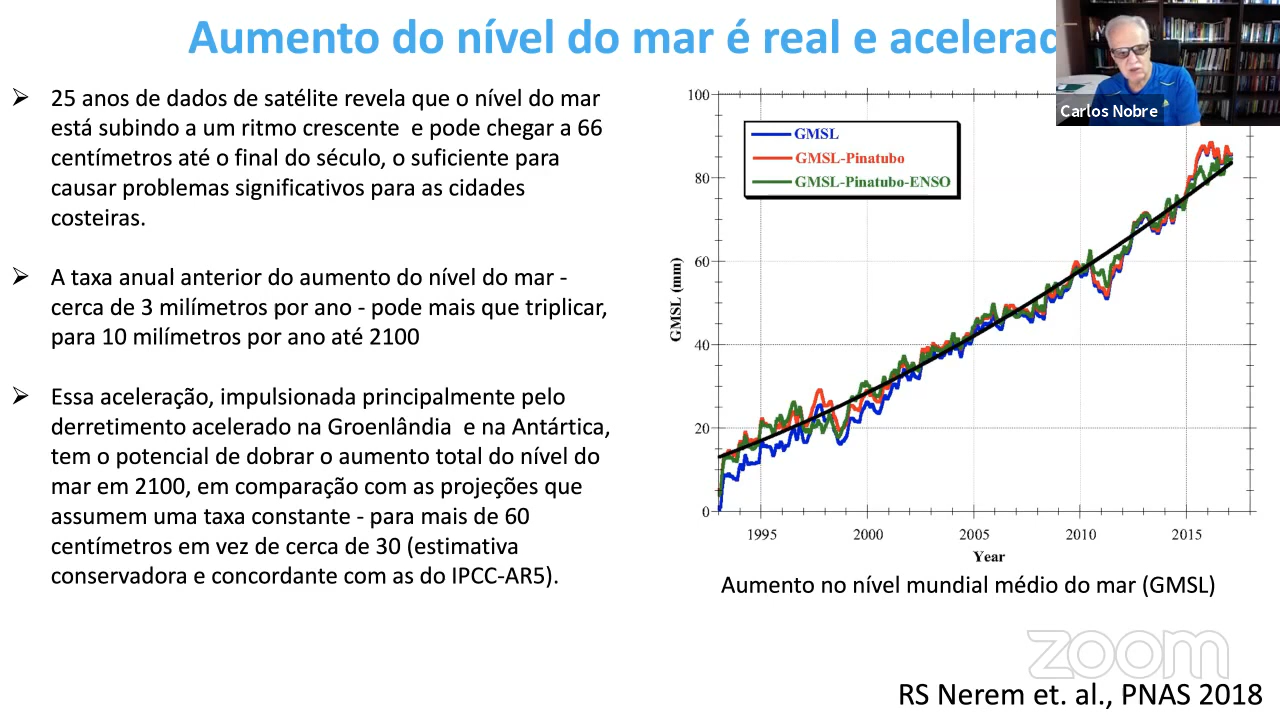 Aumento do nível do mar é real e acelerad
25 anos de dados de satélite revela que o nível do mar
está subindo a um ritmo crescente e pode chegar a 66
centímetros até o final do século, o suficiente para
causar problemas significativos para as cidades
costeiras.
A taxa anual anterior do aumento do nível do mar -
cerca de 3 milímetros por ano - pode mais que triplicar,
para 10 milímetros por ano até 2100
Essa aceleração, impulsionada principalmente pelo
derretimento acelerado na Groenlândia e na Antártica,
tem o potencial de dobrar o aumento total do nível do
mar em 2100, em comparação com as projeções que
assumem uma taxa constante - para mais de 60
centímetros em vez de cerca de 30 (estimativa
conservadora e concordante com as do IPCC-AR5).
Carlos Nobre
GMSL
GMSL-Pinatubo
GMSL-Pinatubo-ENSO
GMSL (mm)
100
80
60
40
20
0
1995 2000 2005 2010 2015
Year
Aumento no nível mundial médio do mar (GMSL)
zoom
RS Nerem et. al., PNAS 2018